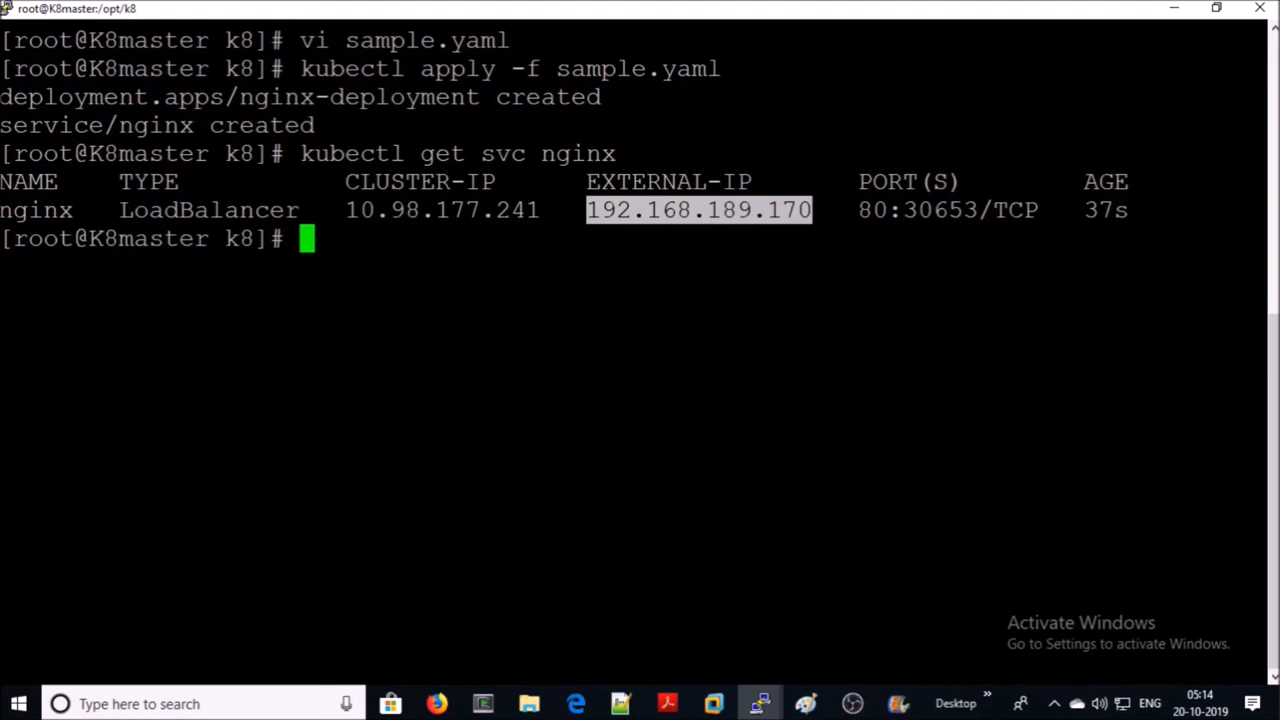 root@K8master:/opt/k8
[root@K8master k8]# vi sample.yaml
[root@K8master k8]# kubectl apply -f sample.yaml
deployment.apps/nginx-deployment created
service/nginx created
[root@K8master k8]# kubectl get svc nginx
NAME TYPE CLUSTER-IP EXTERNAL-IP PORT(S) AGE
nginx LoadBalancer 10.98.177.241 192.168.189.170 80:30653/TCP 37s
[root@K8master k8]#
Activate Windows
Go to Settings to activate Windows.
Type here to search
Desktop
ENG
05:14
20-10-2019